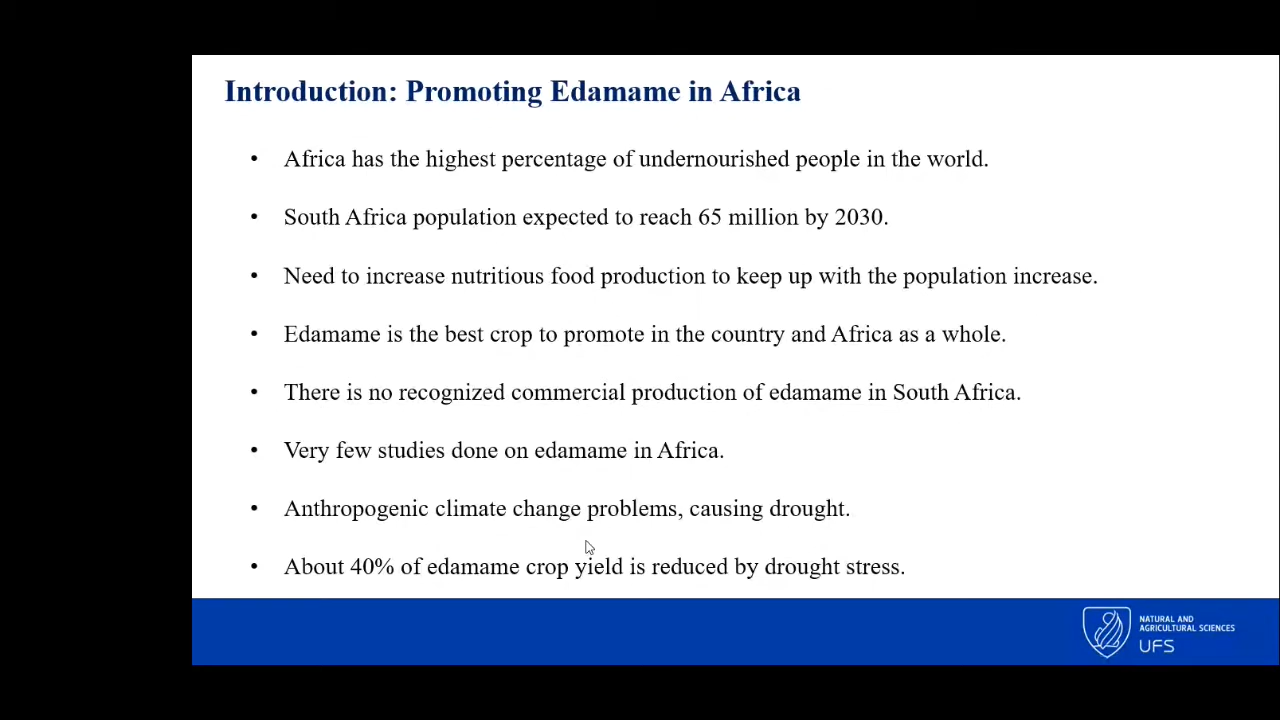 Introduction: Promoting Edamame in Africa
• Africa has the highest percentage of undernourished people in the world.
• South Africa population expected to reach 65 million by 2030.
• Need to increase nutritious food production to keep up with the population increase.
• Edamame is the best crop to promote in the country and Africa as a whole.
• There is no recognized commercial production of edamame in South Africa.
• Very few studies done on edamame in Africa.
• Anthropogenic climate change problems, causing drought.
• About 40% of edamame crop yield is reduced by drought stress.
NATURAL AND
AGRICULTURAL SCIENCES
UFS